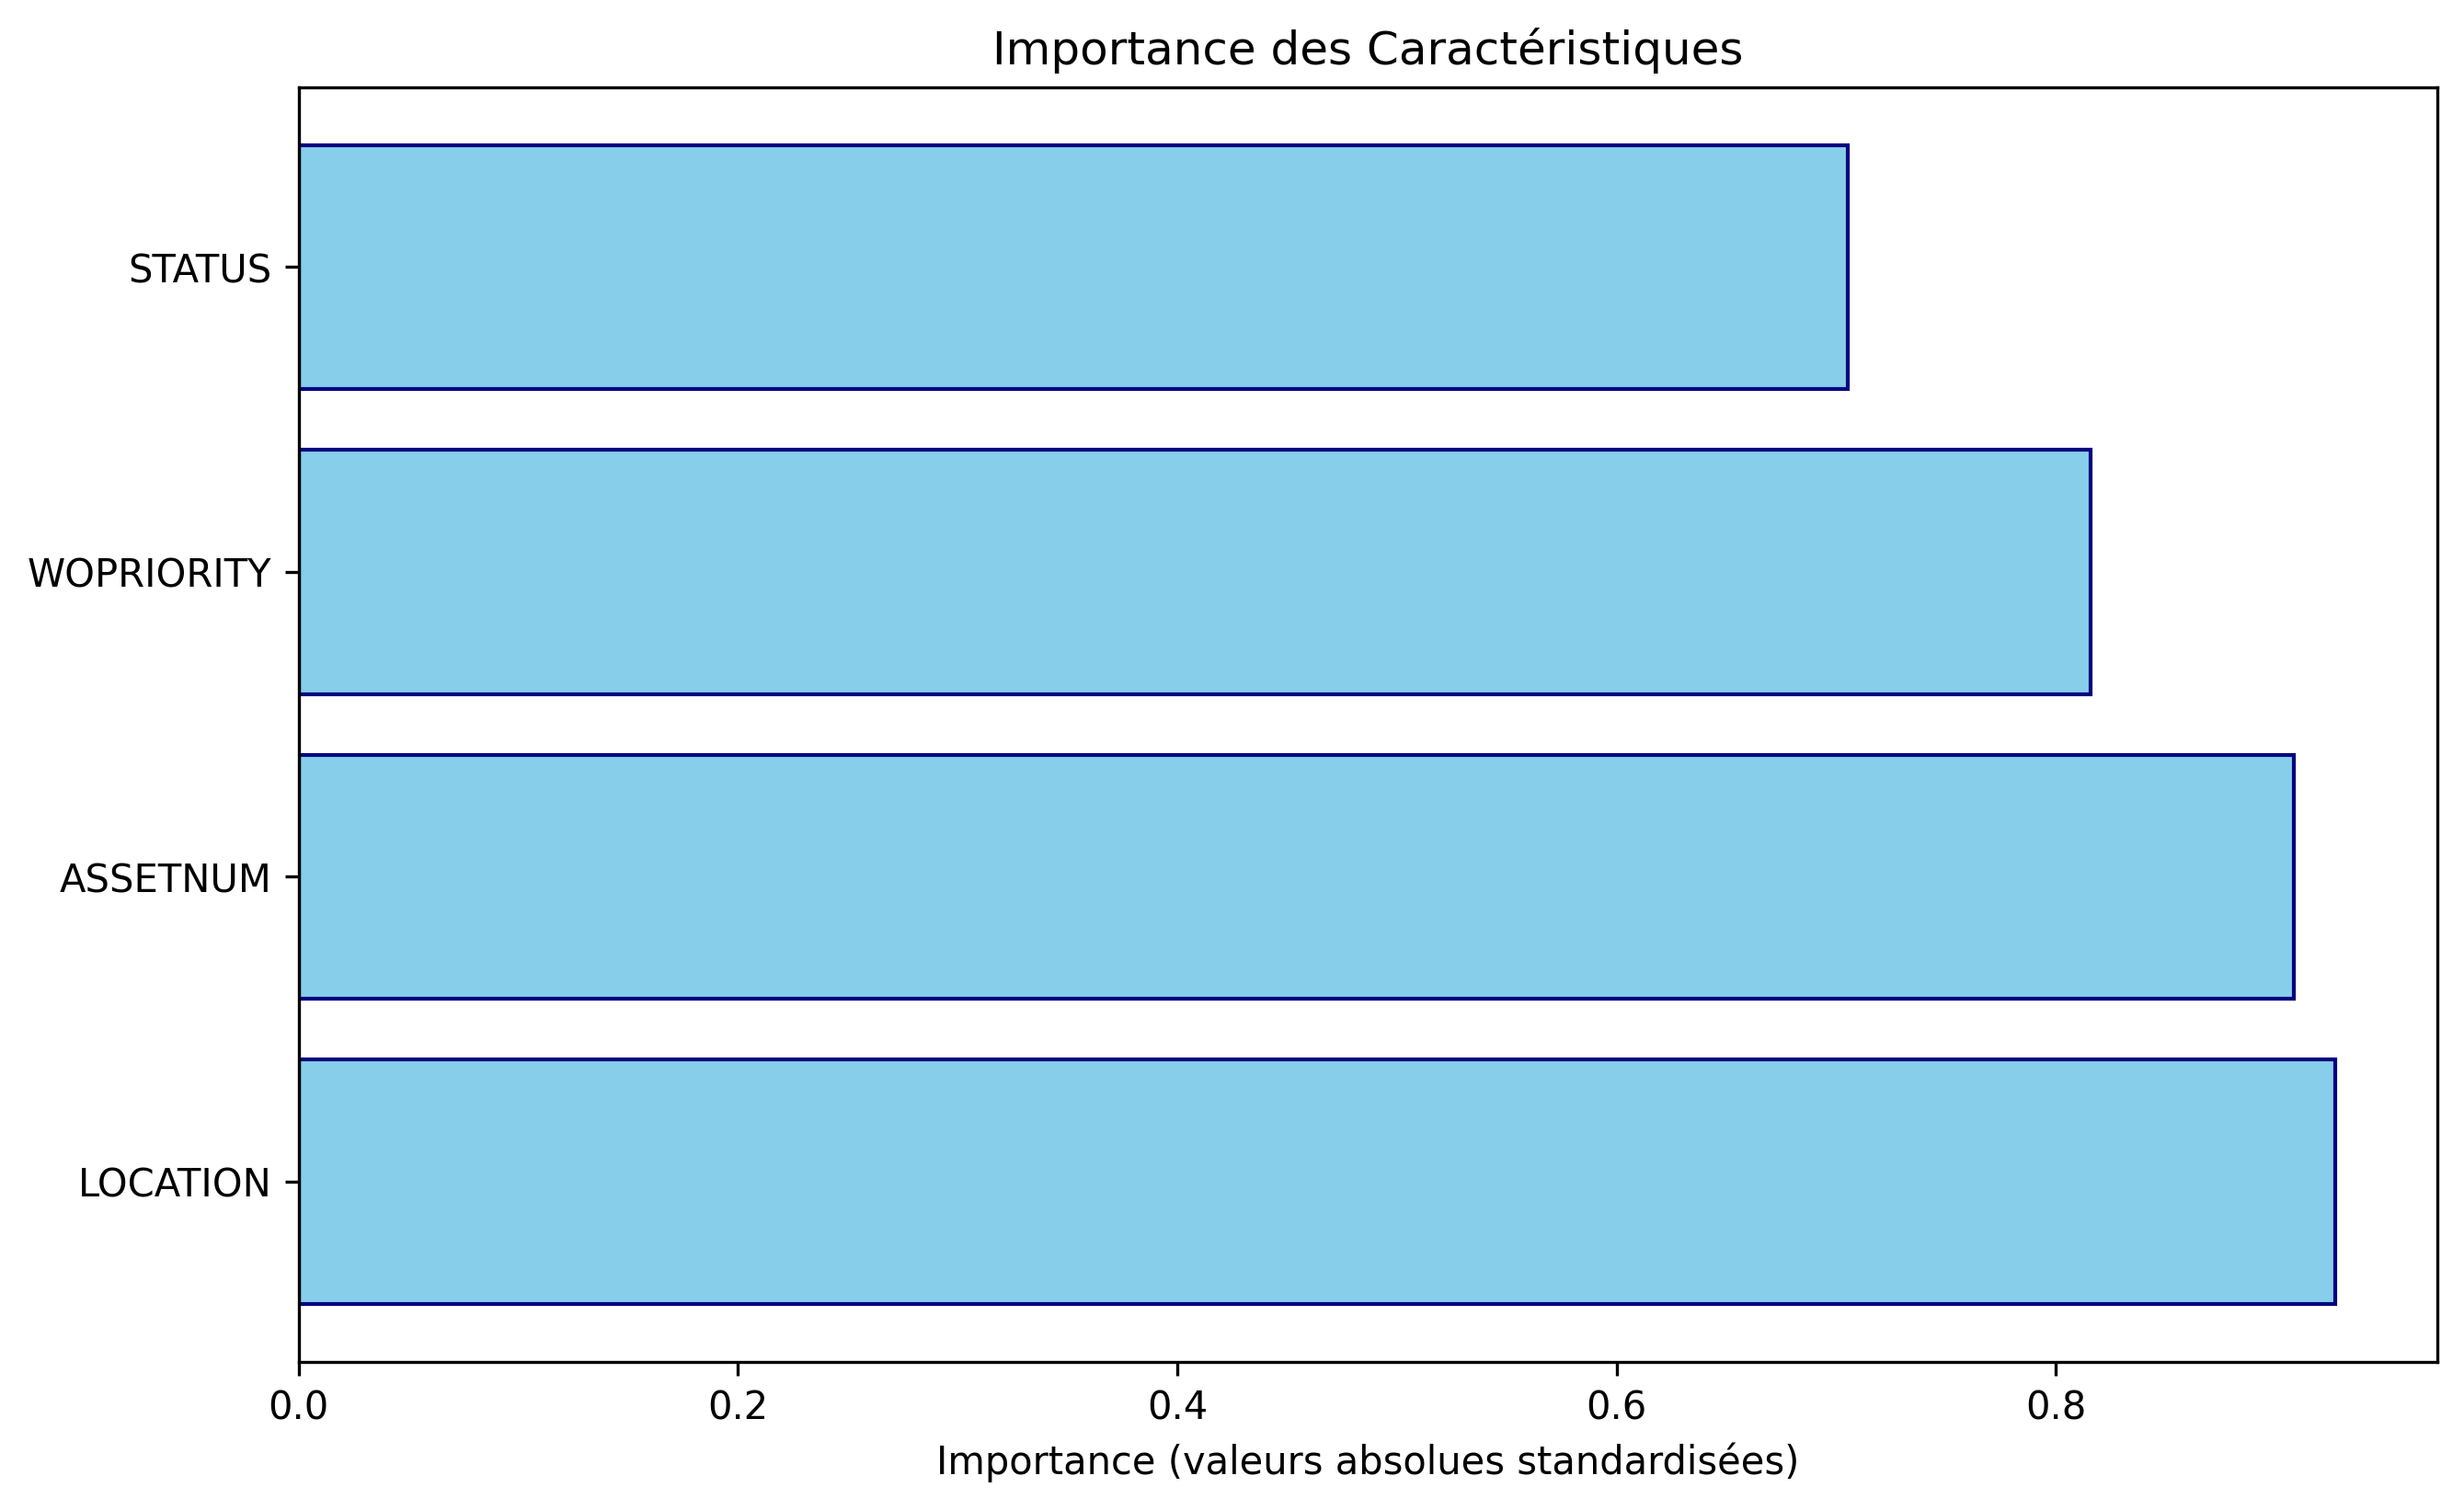 Importance des Caractéristiques
STATUS
WOPRIORITY
ASSETNUM
LOCATION
0.0 0.2 0.4 0.6 0.8
Importance (valeurs absolues standardisées)